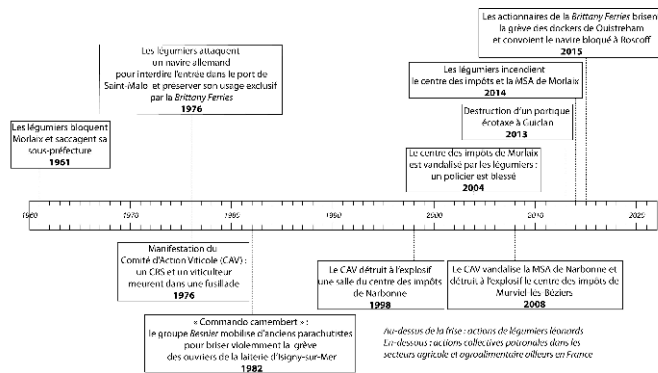 Les actionnaires de la Brittany Ferries brisent
la grève des dockers de Ouistreham
et convoient le navire bloqué à Roscoff
2015
Les légumiers attaquent
un navire allemand
pour interdire l'entrée dans le port de
Saint-Malo et préserver son usage exclusif
par la Brittany Ferries
1976
Les légumiers incendient
le centre des impôts et la MSA de Morlaix
2014
Destruction d'un portique
écotaxe à Guiclan
2013
Les légumiers bloquent
Morlaix et saccagent sa
sous-préfecture
1961
Le centre des impôts de Morlaix
est vandalisé par les légumiers :
un policier est blessé
2004
1960 1970 1985 1990 2000 2010 2025
Manifestation du
Comité d'Action Viticole (CAV) :
un CRS et un viticulteur
meurent dans une fusillade
1976
Le CAV détruit à l'explosif
une salle du centre des impôts
de Narbonne
1998
Le CAV vandalise la MSA de Narbonne et
détruit à l'explosif le centre des impôts de
Murviel-lès-Béziers
2008
« Commando camembert » :
le groupe Besnier mobilise d'anciens parachutistes
pour briser violemment la grève
des ouvriers de la laiterie d'Isigny-sur-Mer
1982
Au-dessus de la frise : actions de légumiers léonards
En-dessous : actions collectives patronales dans les
secteurs agricole et agroalimentaire ailleurs en France